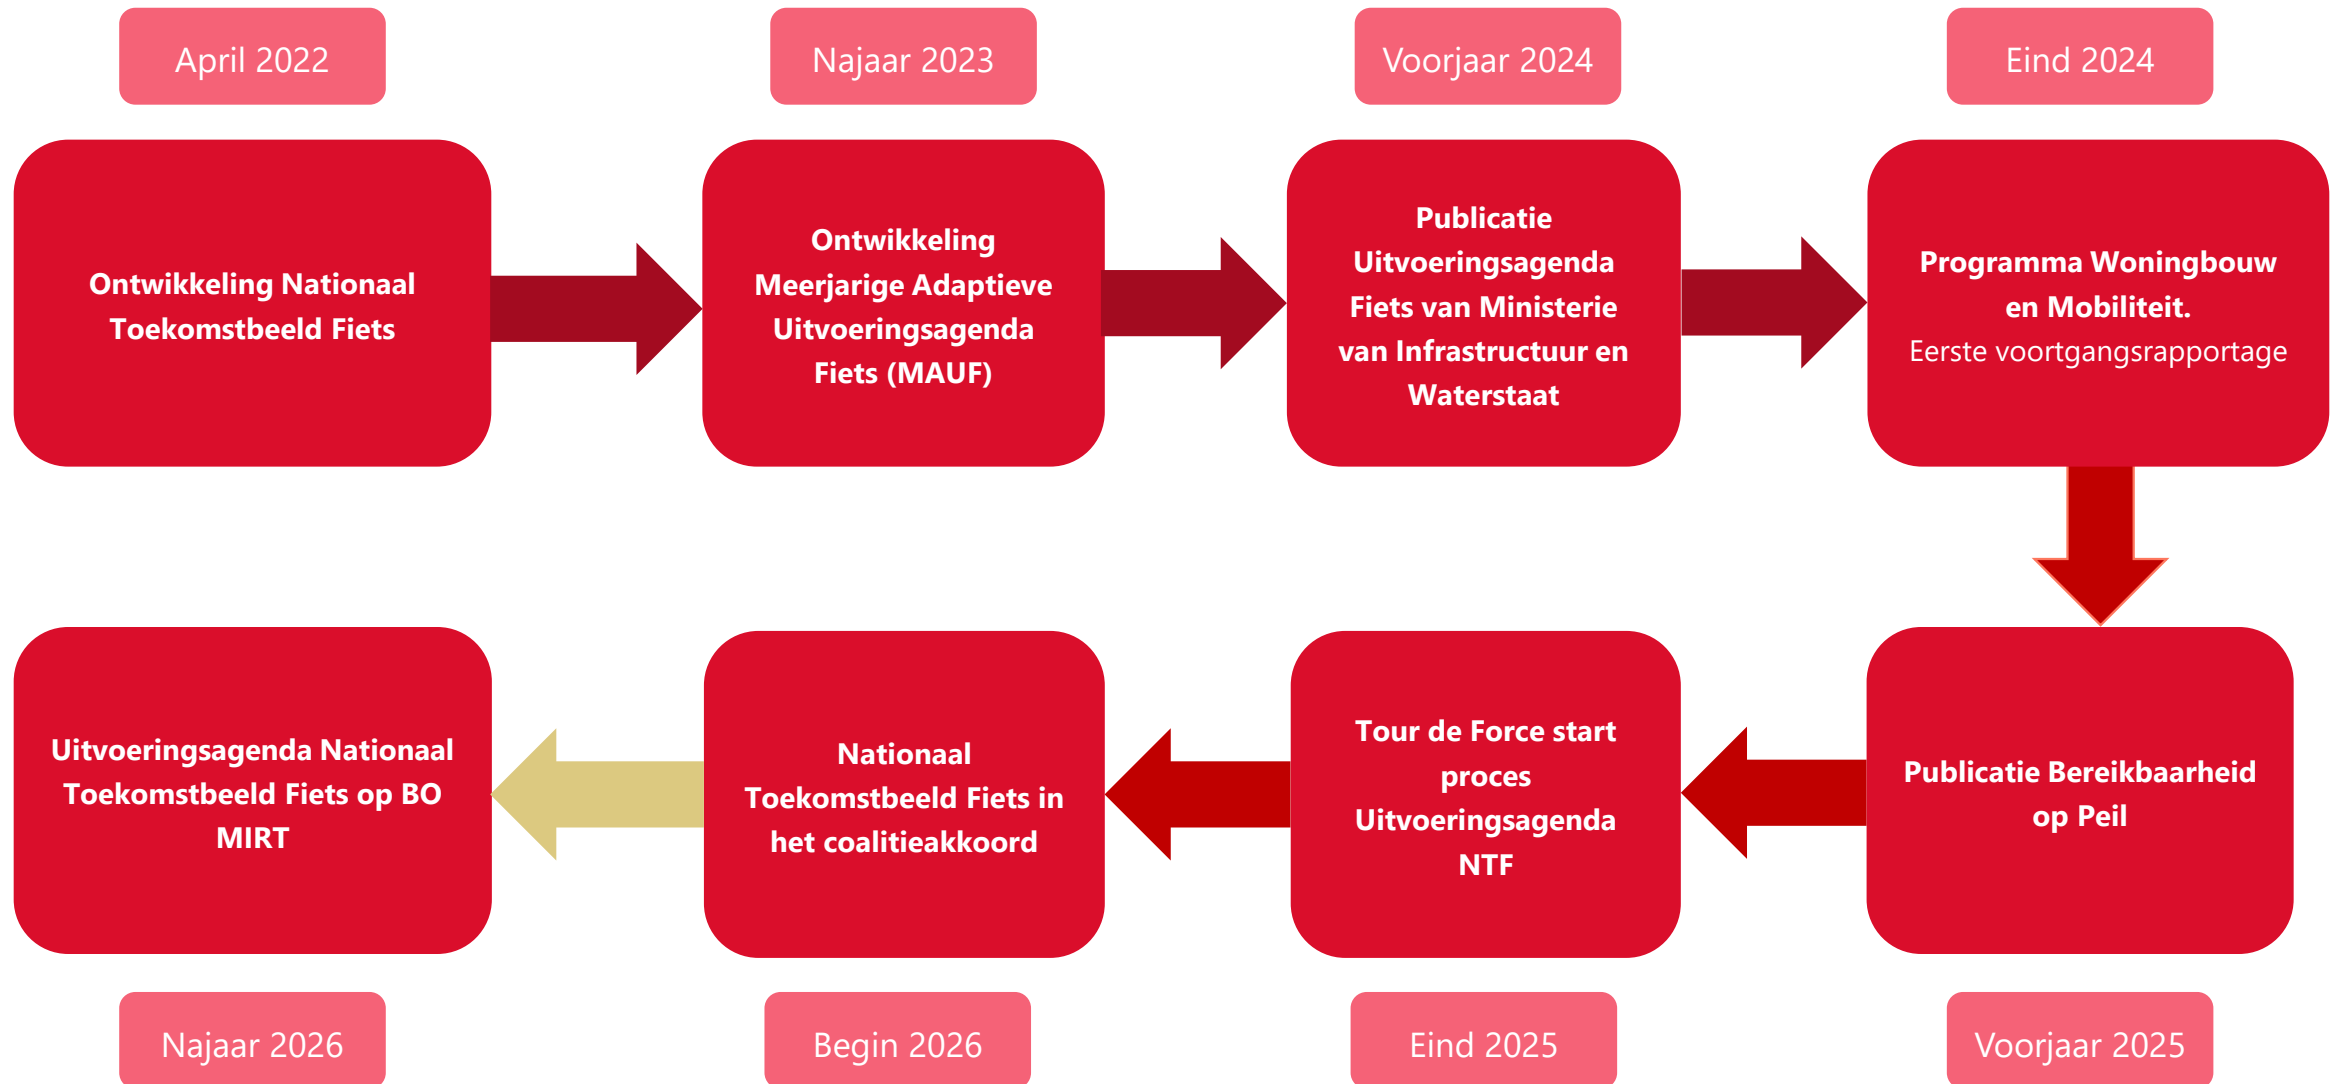 April 2022
Najaar 2023
Voorjaar 2024
Eind 2024
Ontwikkeling Nationaal
Toekomstbeeld Fiets
Ontwikkeling
Meerjarige Adaptieve
Uitvoeringsagenda
Fiets (MAUF)
Publicatie
Uitvoeringsagenda
Fiets van Ministerie
van Infrastructuur en
Waterstaat
Programma Woningbouw
en Mobiliteit.
Eerste voortgangsrapportage
Uitvoeringsagenda Nationaal
Toekomstbeeld Fiets op BO
MIRT
Nationaal
Toekomstbeeld Fiets in
het coalitieakkoord
Tour de Force start
proces
Uitvoeringsagenda
NTF
Publicatie Bereikbaarheid
op Peil
Najaar 2026
Begin 2026
Eind 2025
Voorjaar 2025